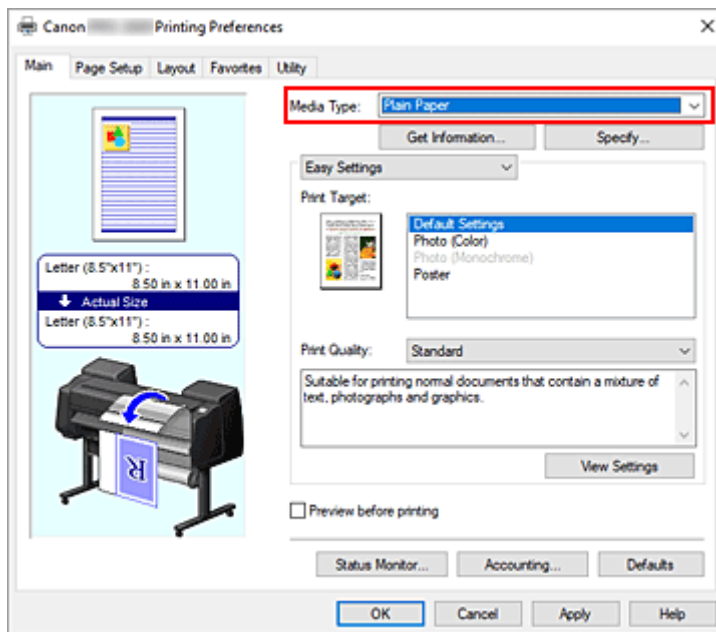 Canon Printing Preferences
Main Page Setup Layout Favorites Utility
Media Type: Plain Paper
Get Information... Specify...
Easy Settings
Print Target:
Default Settings
Photo (Color)
Photo (Monochrome)
Poster
Letter (8.5"x11") :
8.50 in x 11.00 in
Actual Size
Letter (8.5"x11") :
8.50 in x 11.00 in
Print Quality: Standard
Suitable for printing normal documents that contain a mixture of
text, photographs and graphics.
R
View Settings
Preview before printing
Status Monitor... Accounting... Defaults
OK Cancel Apply Help